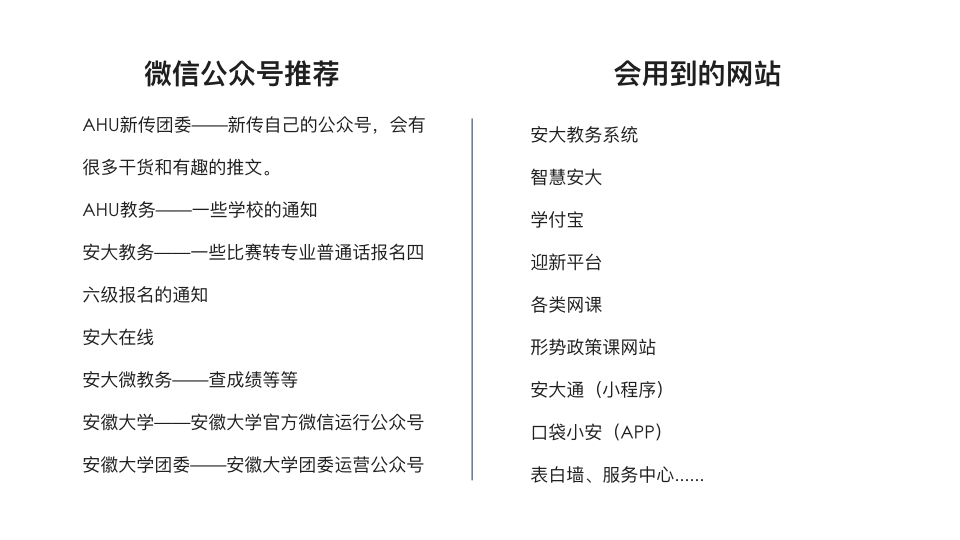 微信公众号推荐
AHU新传团委——新传自己的公众号，会有
很多干货和有趣的推文。
AHU教务——一些学校的通知
安大教务——一些比赛转专业普通话报名四
六级报名的通知
安大在线
安大微教务——查成绩等等
安徽大学——安徽大学官方微信运行公众号
安徽大学团委——安徽大学团委运营公众号
会用到的网站
安大教务系统
智慧安大
学付宝
迎新平台
各类网课
形势政策课网站
安大通（小程序）
口袋小安（APP）
表白墙、服务中心......